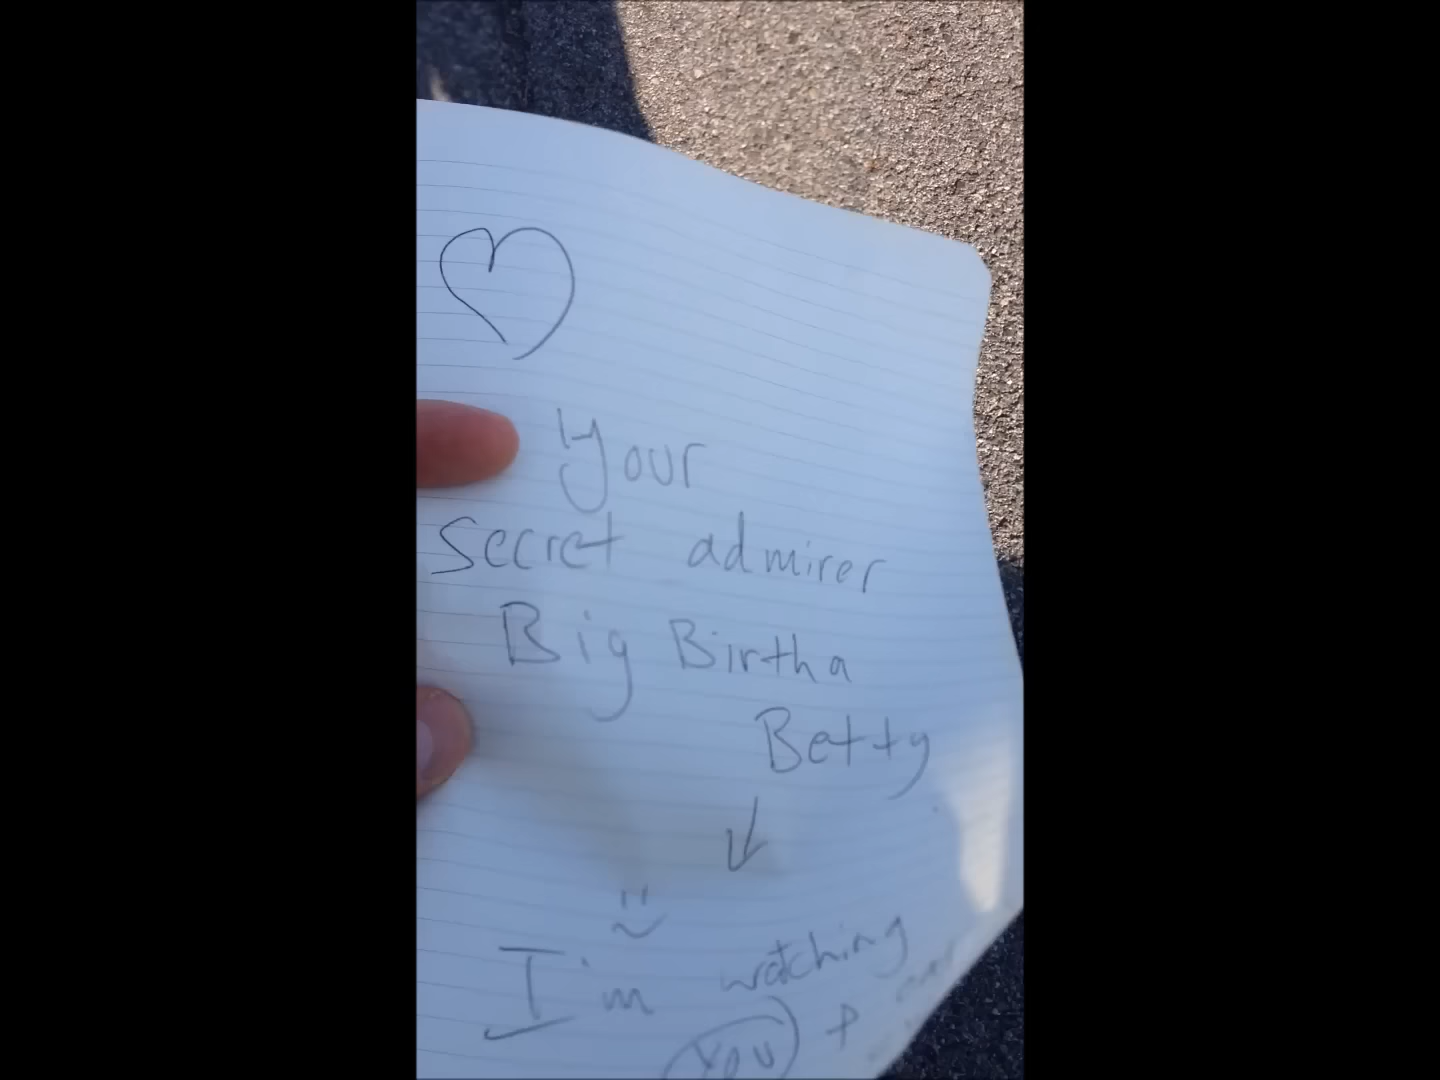 Your
secret admirer
Big Birtha
Betty
I'm watching
you +